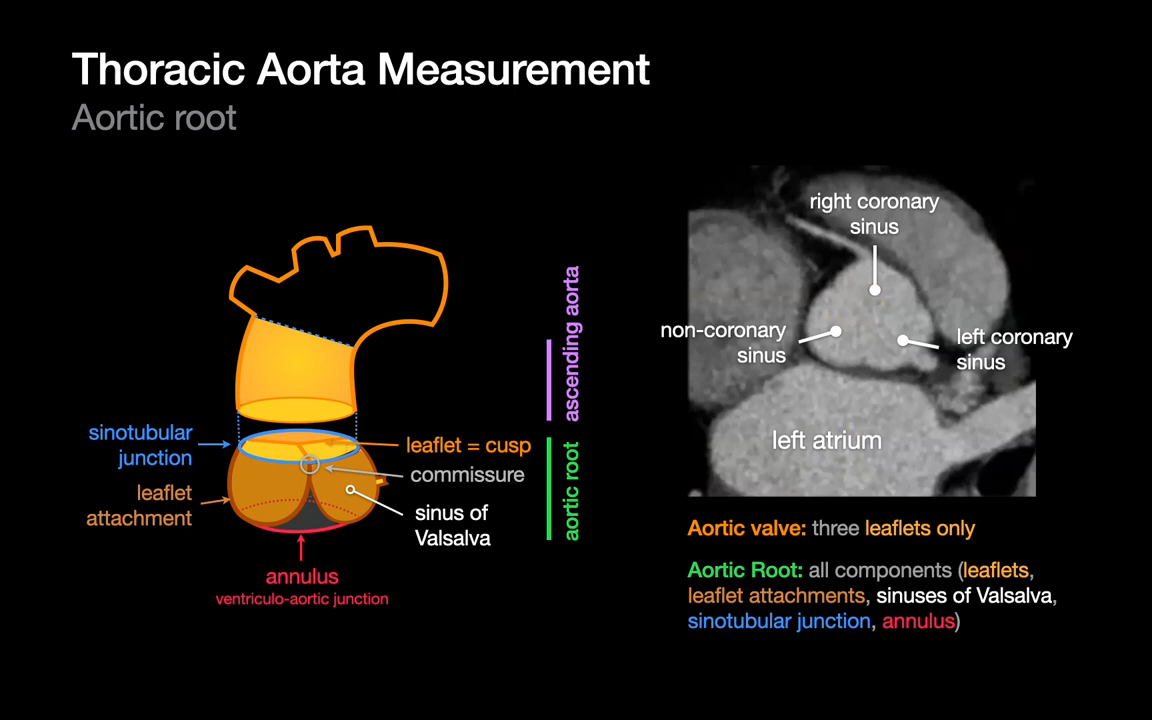 Thoracic Aorta Measurement
Aortic root
sinotubular
junction
leaflet
attachment
annulus
ventriculo-aortic junction
leaflet = cusp
commissure
sinus of
Valsalva
ascending aorta
aortic root
right coronary
sinus
non-coronary
sinus
left coronary
sinus
left atrium
Aortic valve: three leaflets only
Aortic Root: all components (leaflets,
leaflet attachments, sinuses of Valsalva,
sinotubular junction, annulus)